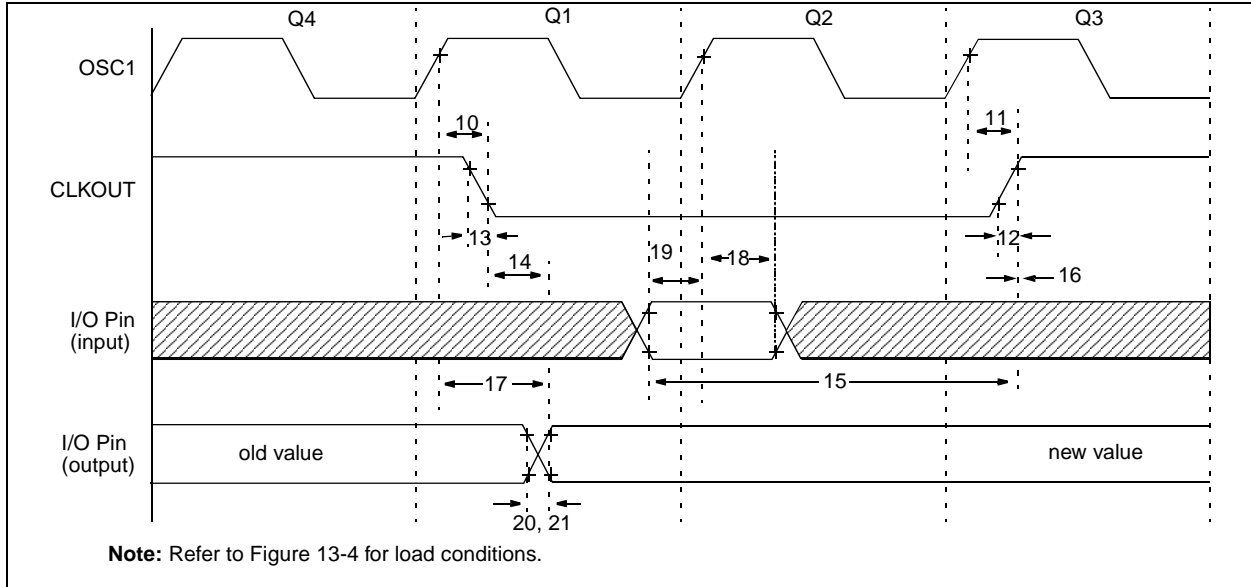 Q4 Q1 Q2 Q3
OSC1
10 11
CLKOUT
13 12
14 19 18 16
I/O Pin
(input)
17 15
I/O Pin
(output)
old value new value
20, 21
Note: Refer to Figure 13-4 for load conditions.